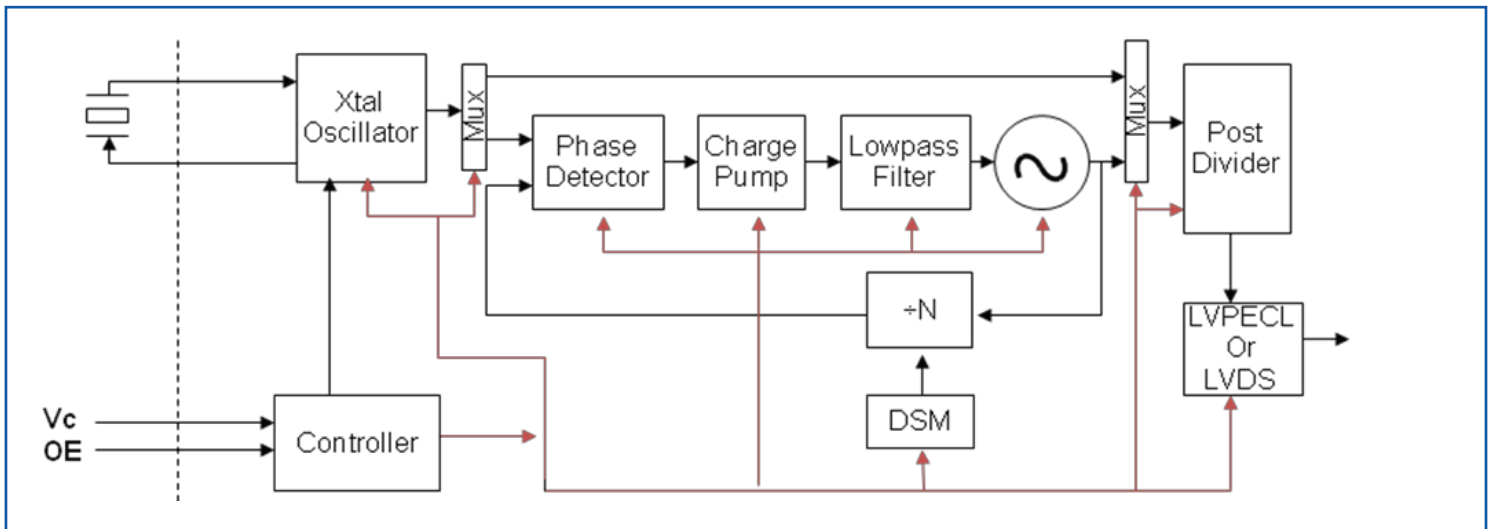 Xtal
Oscillator
Mux
Phase
Detector
Charge
Pump
Lowpass
Filter
Mux
Post
Divider
÷N
LVPECL
Or
LVDS
DSM
Vc
OE
Controller